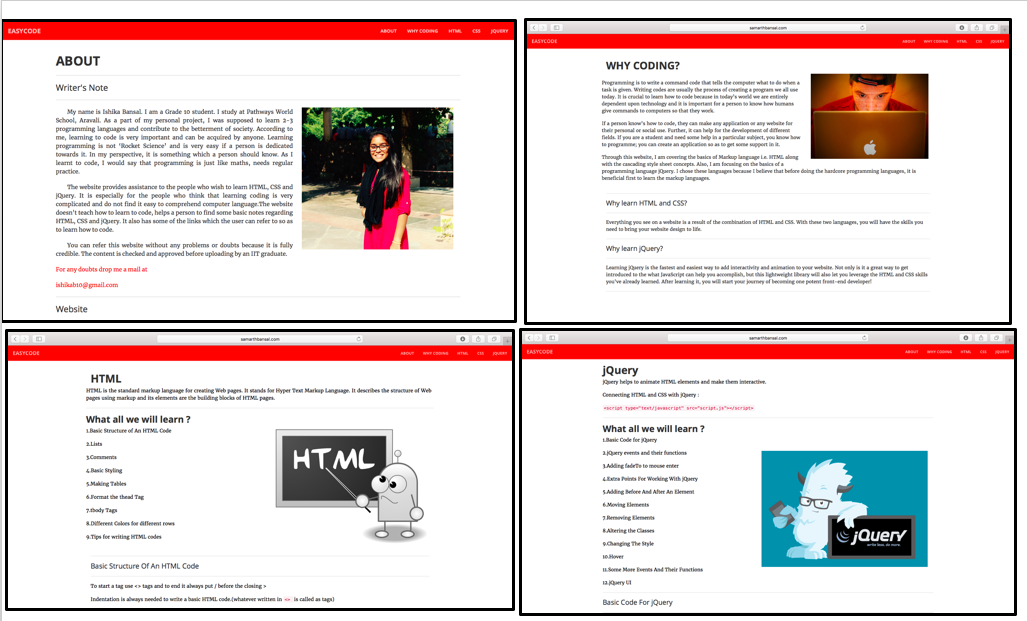 EASYCODE
ABOUT WHY CODING HTML CSS JQUERY
ABOUT
Writer's Note
My name is Ishika Bansal. I am a Grade 10 student. I study at Pathways World
School, Aravali. As a part of my personal project, I was supposed to learn 2-3
programming languages and contribute to the betterment of society. According to
me, learning to code is very important and can be acquired by anyone. Learning
programming is not 'Rocket Science' and is very easy if a person is dedicated
towards it. In my perspective, it is something which a person should know. As I
learnt to code, I would say that programming is just like maths, needs regular
practice.
The website provides assistance to the people who wish to learn HTML, CSS and
jQuery. It is especially for the people who think that learning coding is very
complicated and do not find it easy to comprehend computer language.The website
doesn't teach how to learn to code, helps a person to find some basic notes regarding
HTML, CSS and jQuery. It also has some of the links which the user can refer to so as
to learn how to code.
You can refer this website without any problems or doubts because it is fully
credible. The content is checked and approved before uploading by an IIT graduate.
For any doubts drop me a mail at
ishikab10@gmail.com
Website
samarthbansal.com
EASYCODE
ABOUT WHY CODING HTML CSS JQUERY
WHY CODING?
Programming is to write a command code that tells the computer what to do when a
task is given. Writing codes are usually the process of creating a program we all use
today. It is crucial to learn how to code because in today's world we are entirely
dependent upon technology and it is important for a person to know how humans
give commands to computers so that they work.
If a person know's how to code, they can make any application or any website for
their personal or social use. Further, it can help for the development of different
fields. If you are a student and need some help in a particular subject, you know how
to programme; you can create an application so as to get some support in it.
Through this website, I am covering the basics of Markup language i.e. HTML along
with the cascading style sheet concepts. Also, I am focusing on the basics of a
programming language jQuery. I chose these languages because I believe that before doing the hardcore programming languages, it is
beneficial first to learn the markup languages.
Why learn HTML and CSS?
Everything you see on a website is a result of the combination of HTML and CSS. With these two languages, you will have the skills you
need to bring your website design to life.
Why learn jQuery?
Learning jQuery is the fastest and easiest way to add interactivity and animation to your website. Not only is it a great way to get
introduced to the what JavaScript can help you accomplish, but this lightweight library will also let you leverage the HTML and CSS skills
you've already learned. After learning it, you will start your journey of becoming one potent front-end developer!
samarthbansal.com
EASYCODE
ABOUT WHY CODING HTML CSS JQUERY
HTML
HTML is the standard markup language for creating Web pages. It stands for Hyper Text Markup Language. It describes the structure of Web
pages using markup and its elements are the building blocks of HTML pages.
What all we will learn ?
1.Basic Structure of An HTML Code
2.Lists
3.Comments
4.Basic Styling
5.Making Tables
6.Format the thead Tag
7.tbody Tags
8.Different Colors for different rows
9.Tips for writing HTML codes
HTML
Basic Structure Of An HTML Code
To start a tag use <> tags and to end it always put / before the closing >
Indentation is always needed to write a basic HTML code.(whatever written in <> is called as tags)
samarthbansal.com
EASYCODE
ABOUT WHY CODING HTML CSS JQUERY
jQuery
jQuery helps to animate HTML elements and make them interactive.
Connecting HTML and CSS with jQuery :
<script type="text/javascript" src="script.js"></script>
What all we will learn ?
1.Basic Code for jQuery
2.jQuery events and their functions
3.Adding fadeTo to mouse enter
4.Extra Points For Working With jQuery
5.Adding Before And After An Element
6.Moving Elements
7.Removing Elements
8.Altering the Classes
9.Changing The Style
10.Hover
11.Some More Events And Their Functions
12.jQuery UI
jQuery
write less, do more.
Basic Code For jQuery